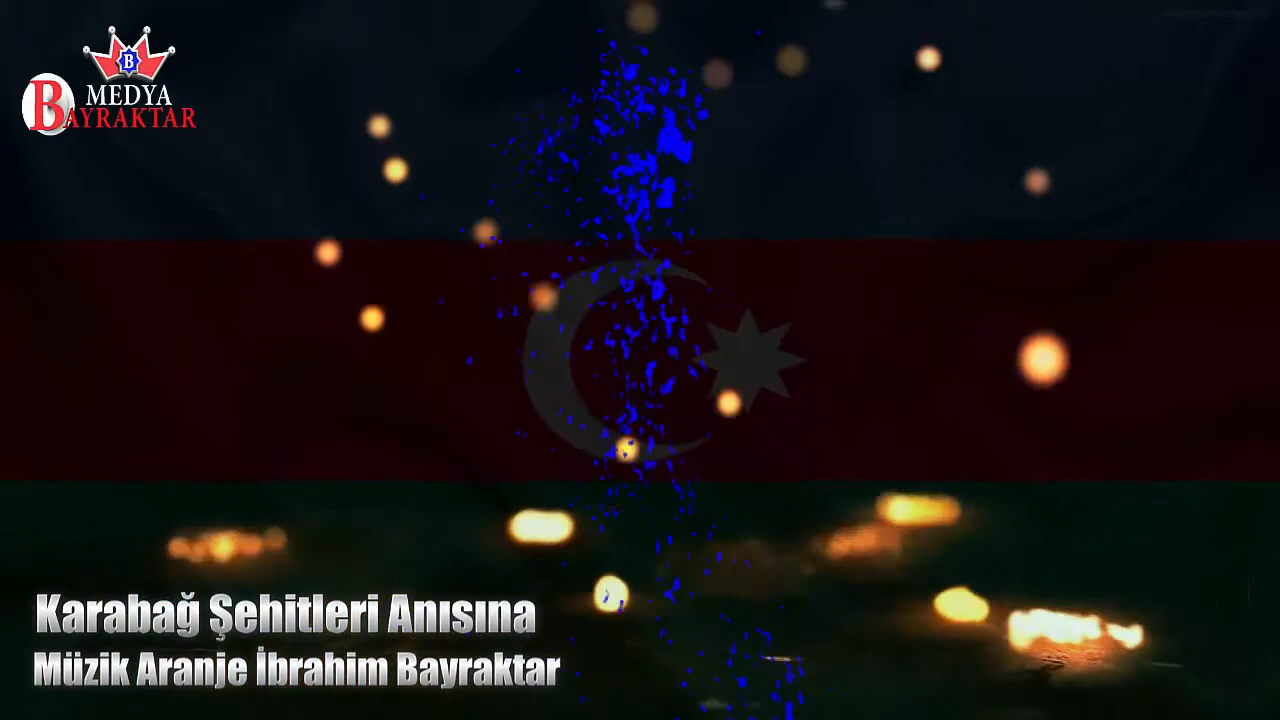 B
MEDYA
BAYRAKTAR
Karabağ Şehitleri Anısına
Müzik Aranje İbrahim Bayraktar